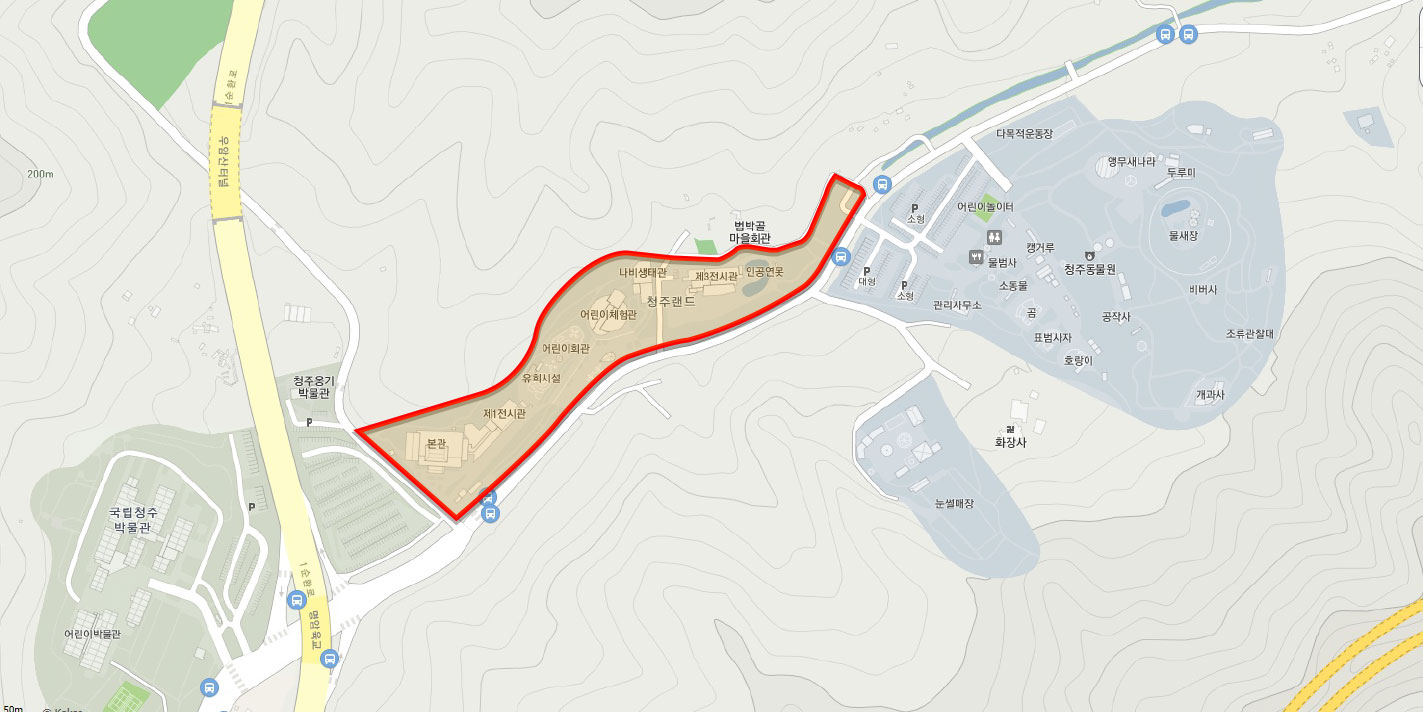 다목적운동장
앵무새나라
두루미
우암산터널
200m
P
소형
어린이놀이터
범박골
마을회관
물새장
캥거루
청주동물원
나비생태관
제3전시관
인공연못
P
대형
P
소형
물범사
소동물
비버사
청주랜드
관리사무소
곰
공작사
어린이체험관
표범사자
조류관찰대
어린이회관
호랑이
유희시설
청주옹기
박물관
개과사
P
제1전시관
본관
화장사
P
국립청주
박물관
눈썰매장
1순환로
명암육교
어린이박물관
50m